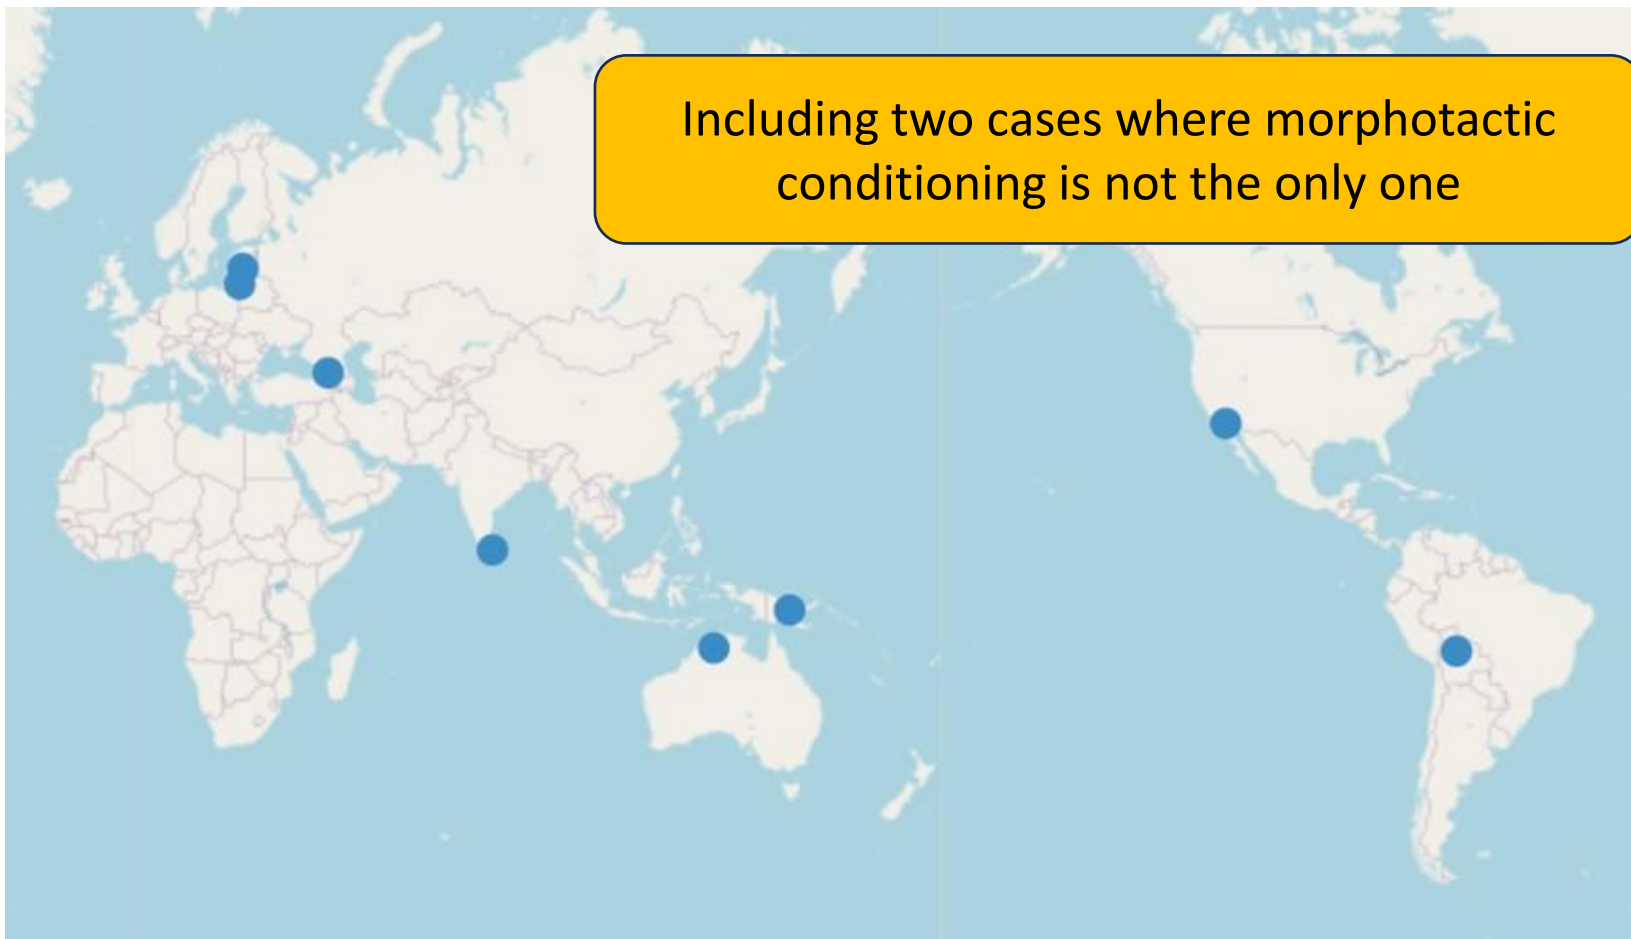 Including two cases where morphotactic
conditioning is not the only one